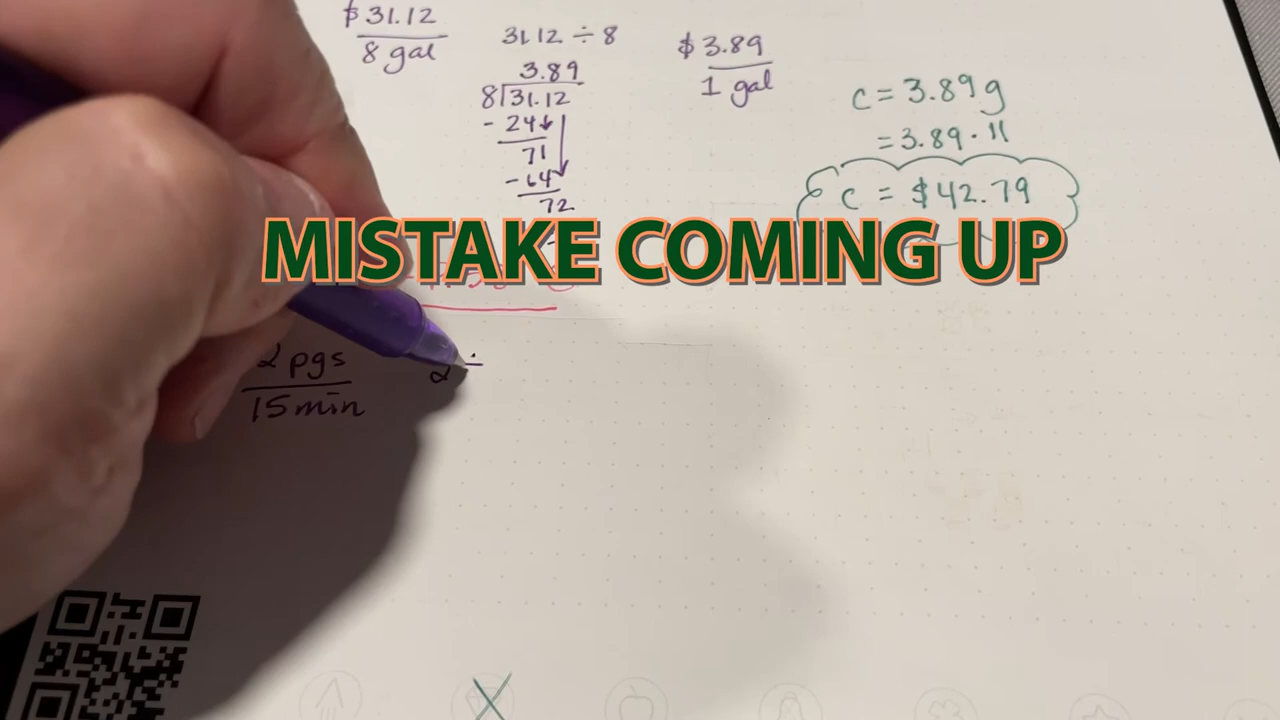 $31.12
8 gal
31.12 ÷ 8
3.89
8 31.12
- 24
71
- 64
72
$3.89
1 gal
c = 3.89g
= 3.89 · 11
c = $42.79
MISTAKE COMING UP
2 pgs
15 min
2 ÷